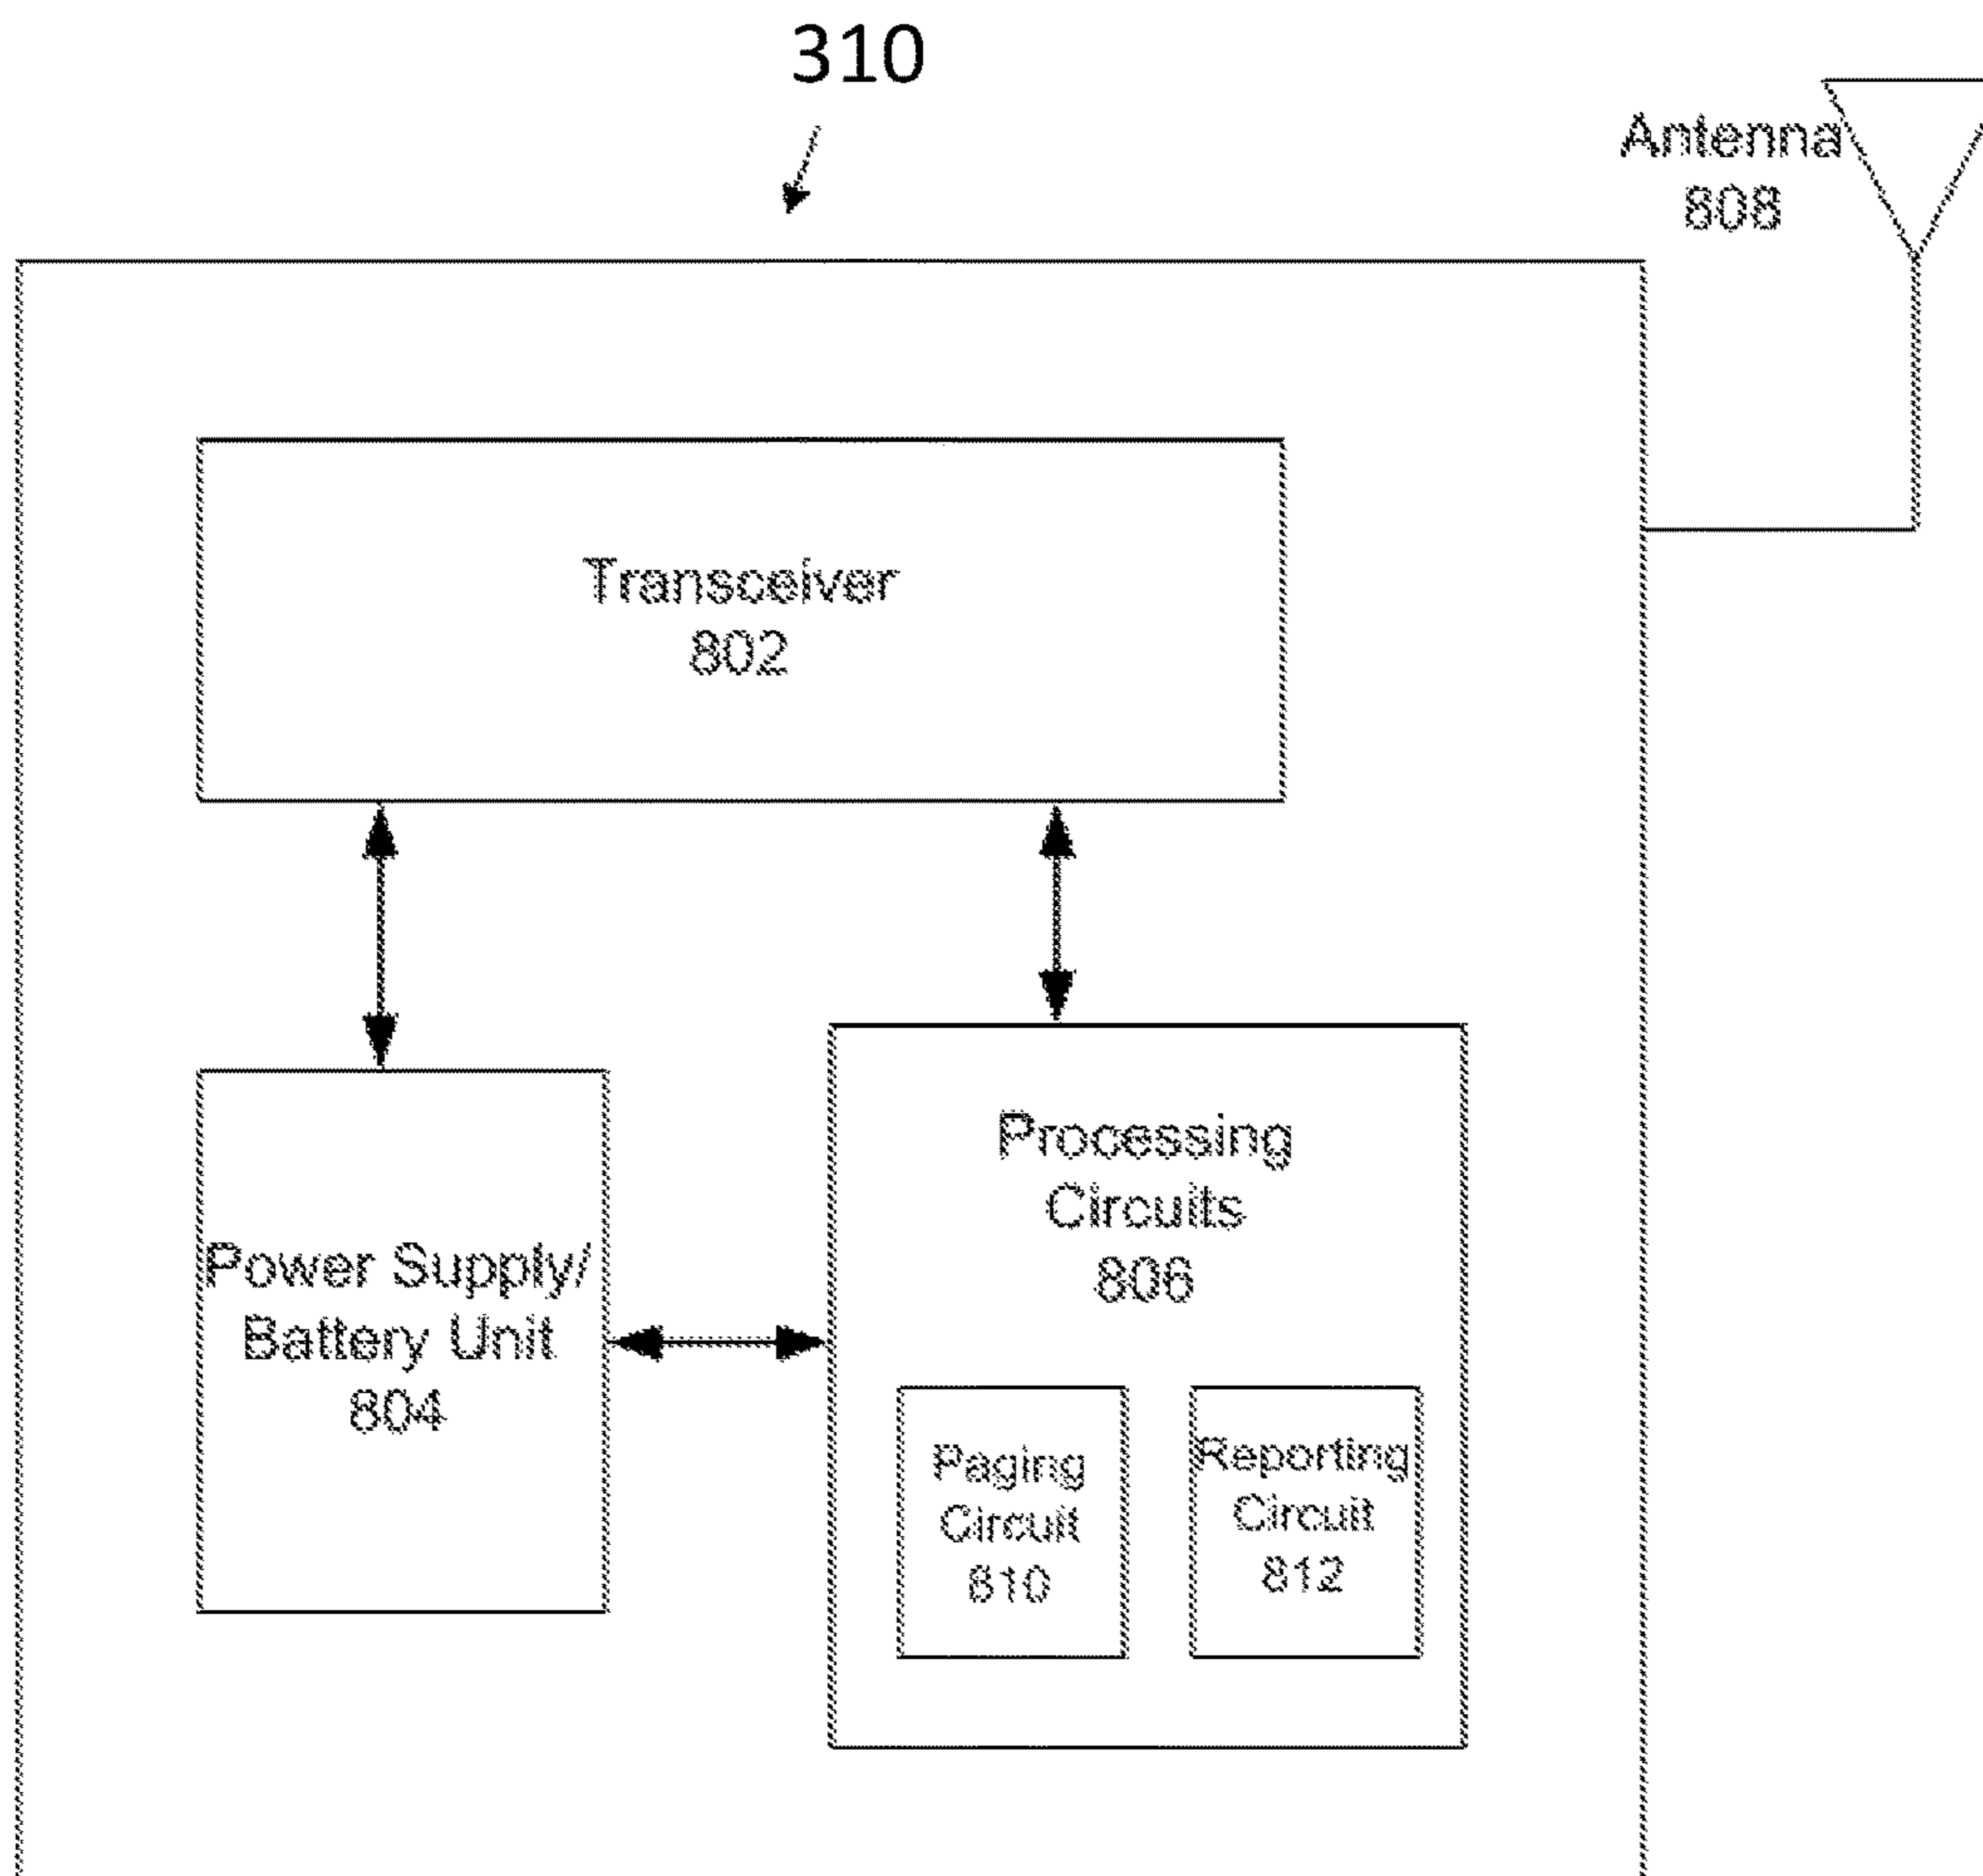 310
Antenna
808
Transceiver
802
Processing
Circuits
806
Power Supply/
Battery Unit
804
Paging
Circuit
810
Reporting
Circuit
812